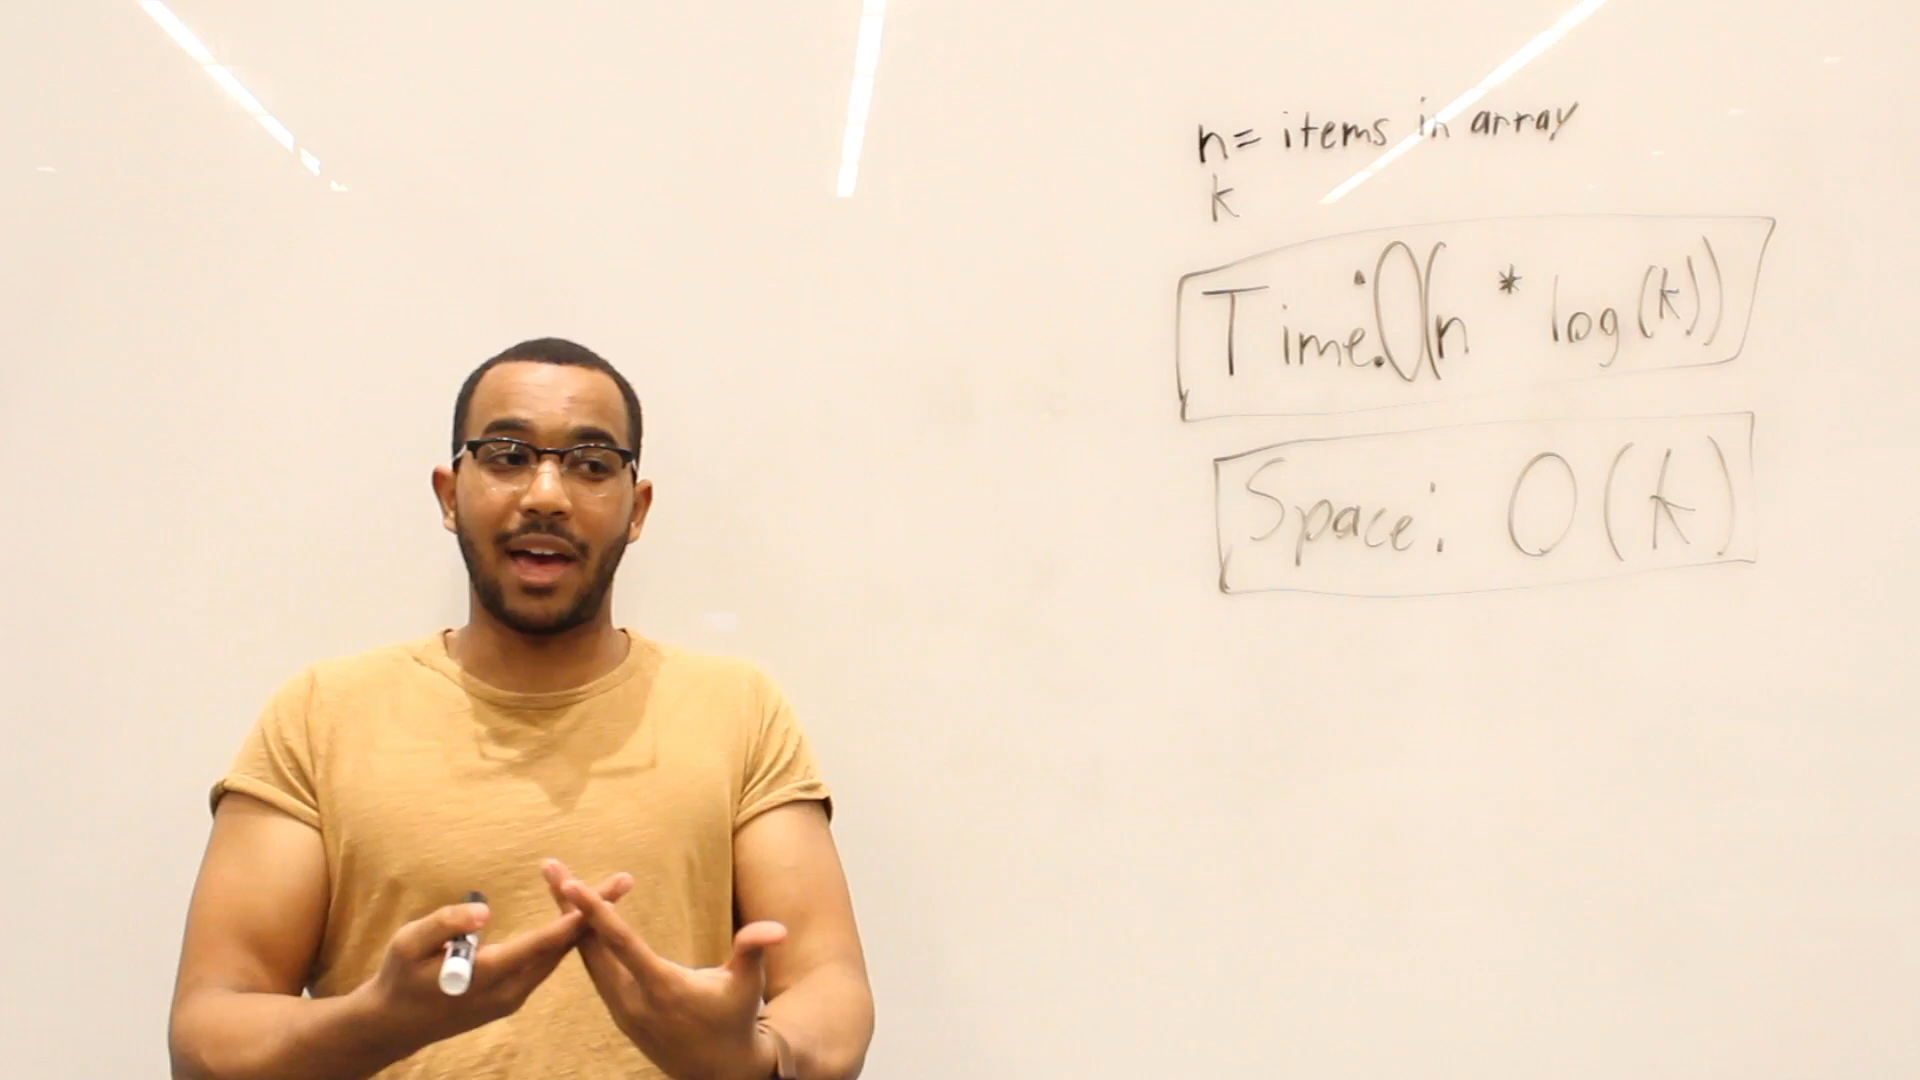 n= items in array
k
Time: O(n * log(k))
Space: O(k)